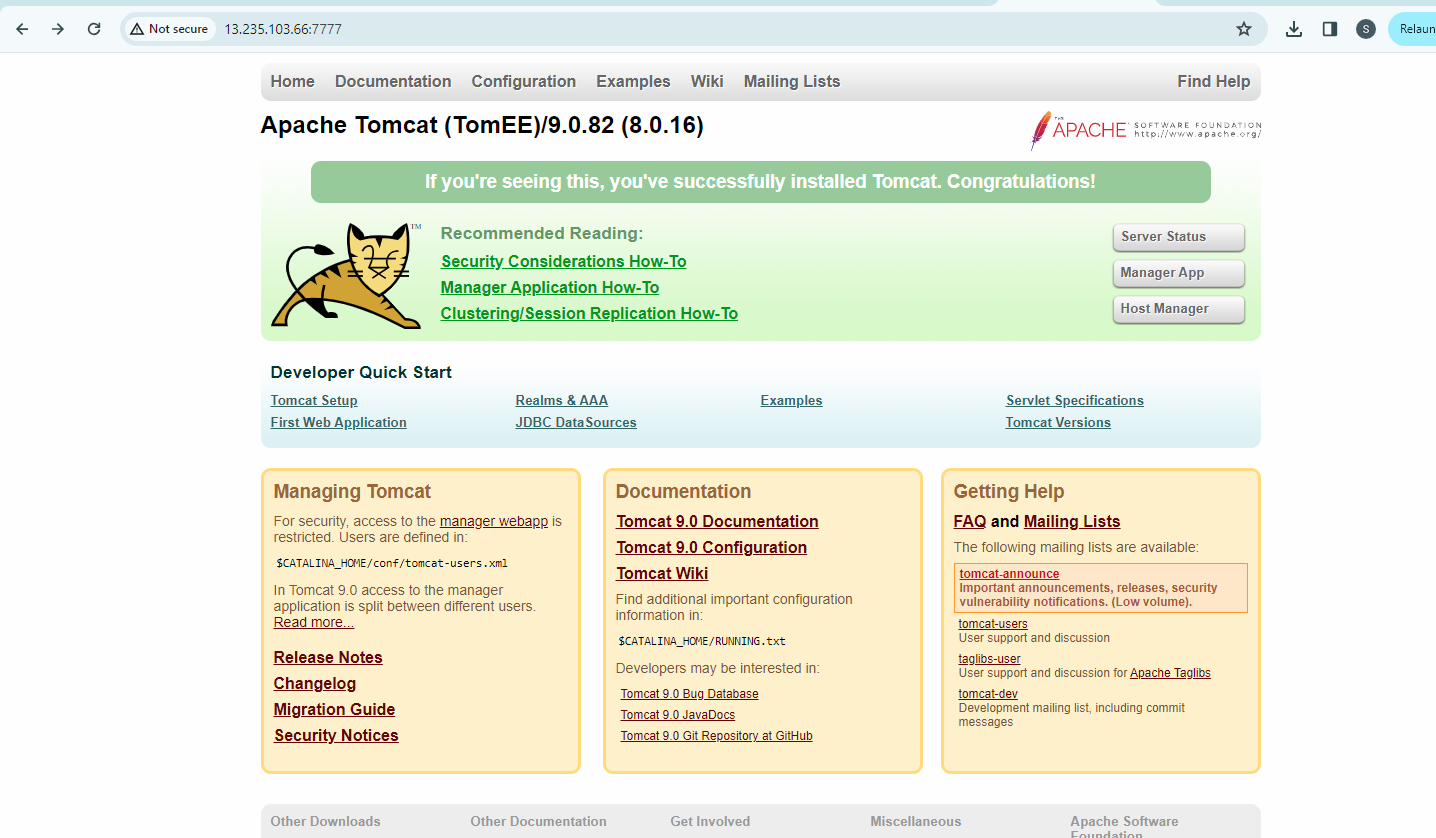 Not secure 13.235.103.66:7777 S Relaun
Home Documentation Configuration Examples Wiki Mailing Lists Find Help
Apache Tomcat (TomEE)/9.0.82 (8.0.16)
THE
APACHE SOFTWARE FOUNDATION
http://www.apache.org/
If you're seeing this, you've successfully installed Tomcat. Congratulations!
TM
Recommended Reading:
Security Considerations How-To
Manager Application How-To
Clustering/Session Replication How-To
Server Status
Manager App
Host Manager
Developer Quick Start
Tomcat Setup
First Web Application
Realms & AAA
JDBC DataSources
Examples
Servlet Specifications
Tomcat Versions
Managing Tomcat
For security, access to the manager webapp is
restricted. Users are defined in:
$CATALINA_HOME/conf/tomcat-users.xml
In Tomcat 9.0 access to the manager
application is split between different users.
Read more...
Release Notes
Changelog
Migration Guide
Security Notices
Documentation
Tomcat 9.0 Documentation
Tomcat 9.0 Configuration
Tomcat Wiki
Find additional important configuration
information in:
$CATALINA_HOME/RUNNING.txt
Developers may be interested in:
Tomcat 9.0 Bug Database
Tomcat 9.0 JavaDocs
Tomcat 9.0 Git Repository at GitHub
Getting Help
FAQ and Mailing Lists
The following mailing lists are available:
tomcat-announce
Important announcements, releases, security
vulnerability notifications. (Low volume).
tomcat-users
User support and discussion
taglibs-user
User support and discussion for Apache Taglibs
tomcat-dev
Development mailing list, including commit
messages
Other Downloads
Other Documentation
Get Involved
Miscellaneous
Apache Software
Foundation